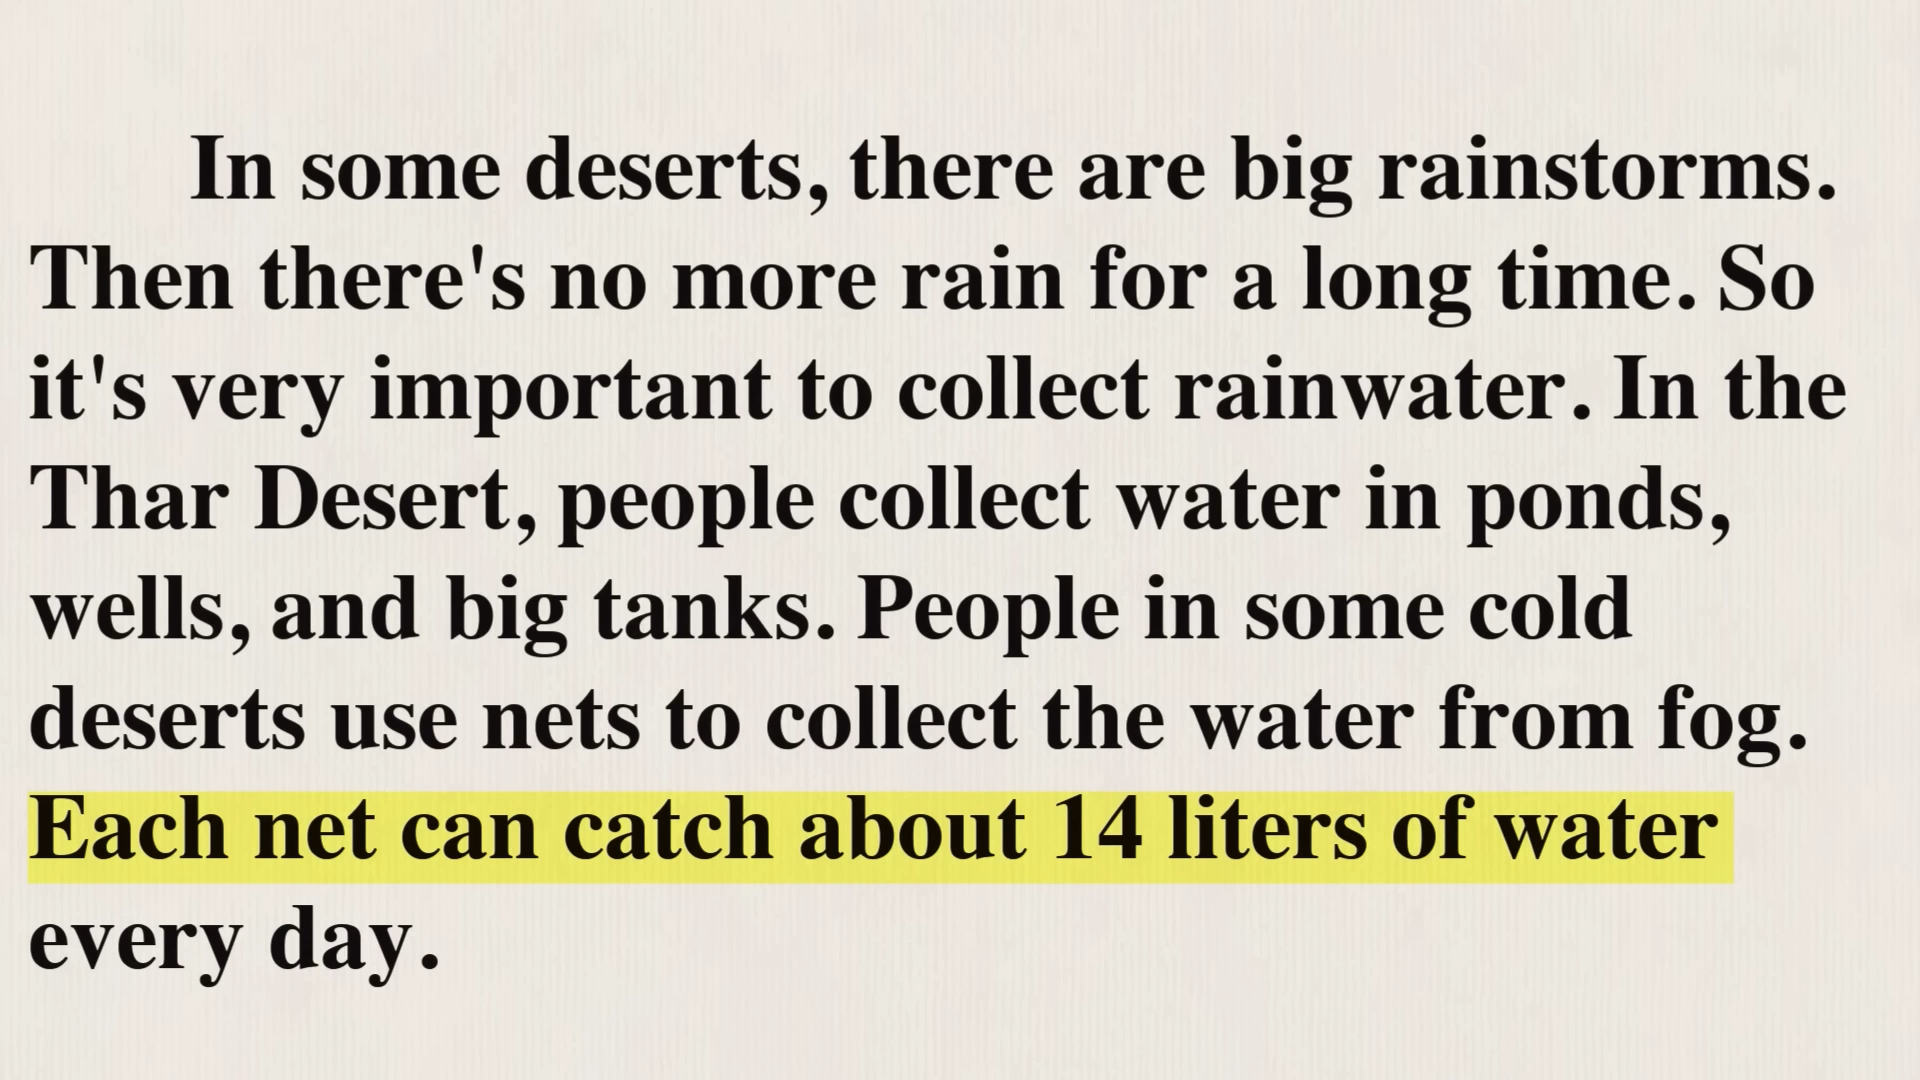 In some deserts, there are big rainstorms.
Then there's no more rain for a long time. So
it's very important to collect rainwater. In the
Thar Desert, people collect water in ponds,
wells, and big tanks. People in some cold
deserts use nets to collect the water from fog.
Each net can catch about 14 liters of water
every day.